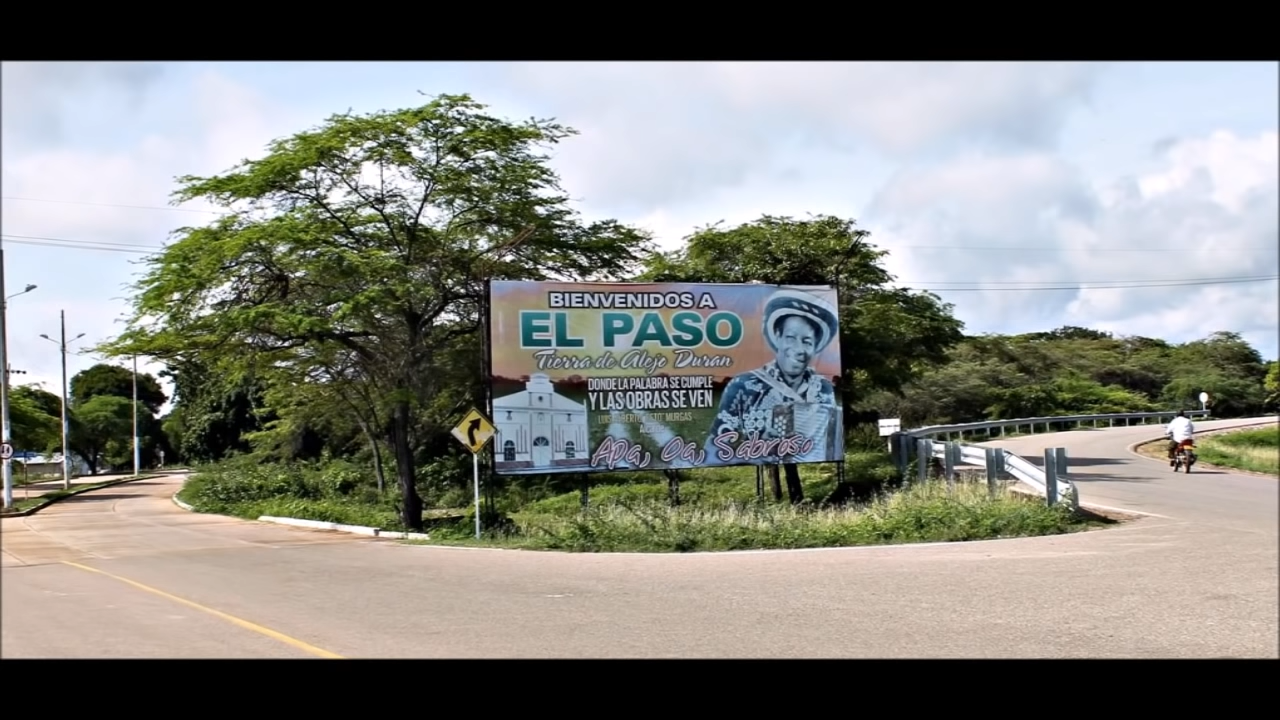 BIENVENIDOS A
EL PASO
Tierra de Alejo Duran
DONDE LA PALABRA SE CUMPLE
Y LAS OBRAS SE VEN
MURGAS
Apa, Oa, Sabroso